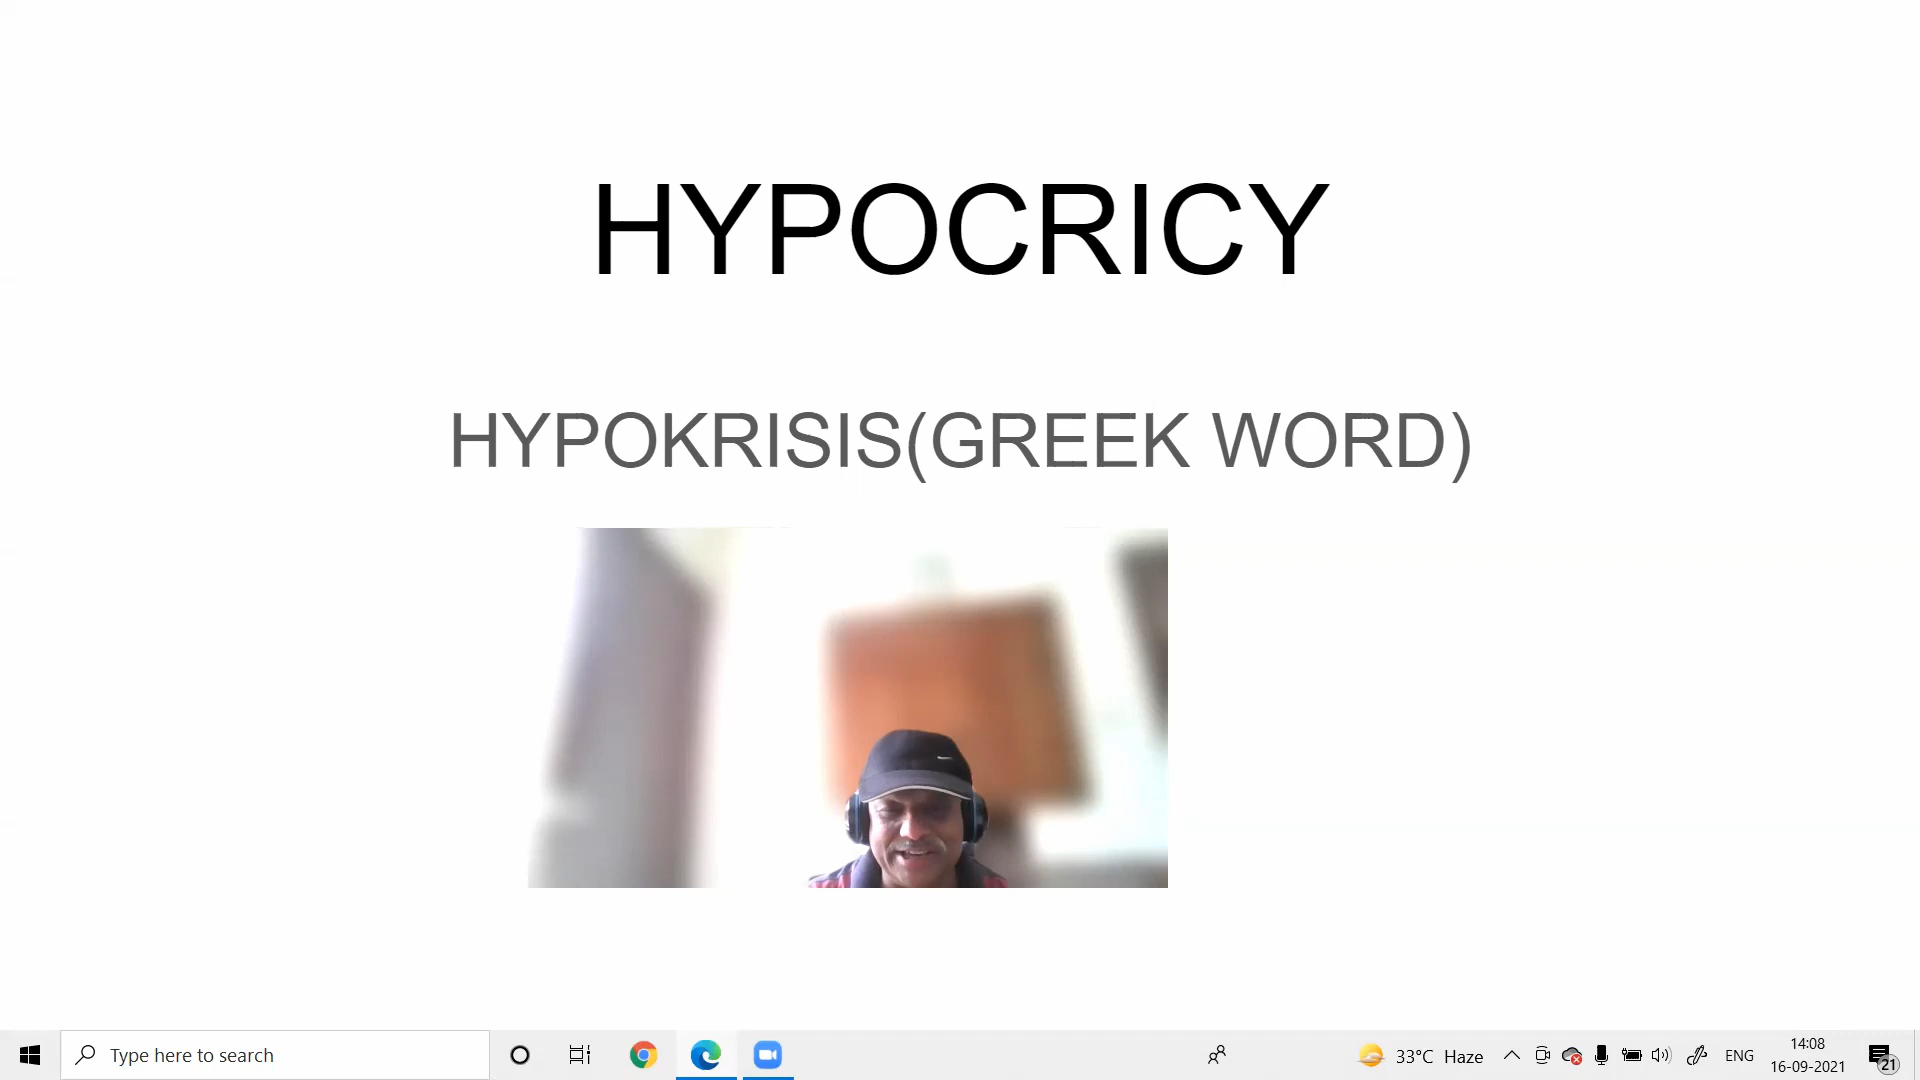 HYPOCRICY
HYPOKRISIS(GREEK WORD)
Type here to search
33°C Haze
ENG
14:08
16-09-2021
21